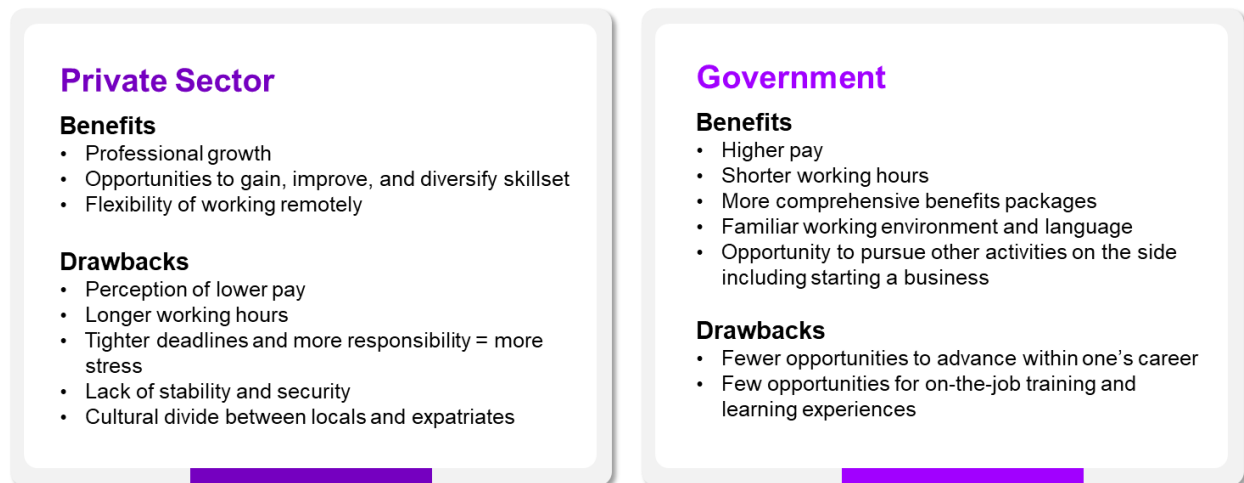 Private Sector
Benefits
• Professional growth
• Opportunities to gain, improve, and diversify skillset
• Flexibility of working remotely
Drawbacks
• Perception of lower pay
• Longer working hours
• Tighter deadlines and more responsibility = more
stress
• Lack of stability and security
• Cultural divide between locals and expatriates
Government
Benefits
• Higher pay
• Shorter working hours
• More comprehensive benefits packages
• Familiar working environment and language
• Opportunity to pursue other activities on the side
including starting a business
Drawbacks
• Fewer opportunities to advance within one’s career
• Few opportunities for on-the-job training and
learning experiences